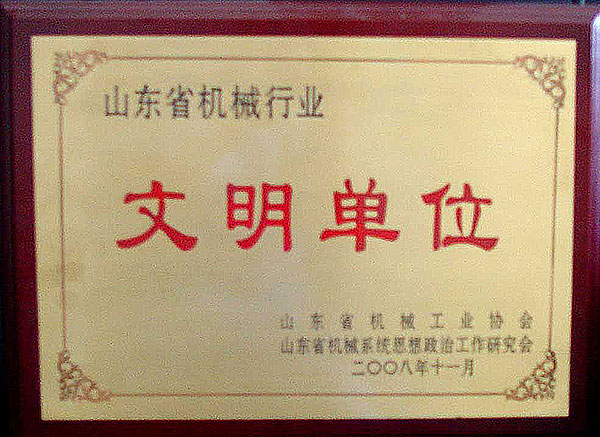 山东省机械行业
文明单位
山东省机械工业协会
山东省机械系统思想政治工作研究会
二〇〇八年十一月